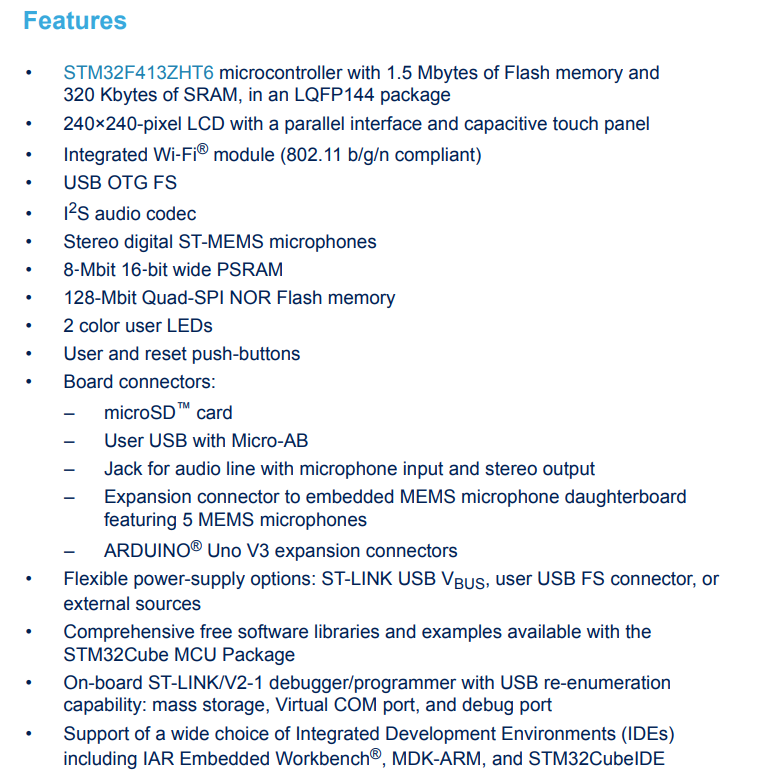 Features
• STM32F413ZHT6 microcontroller with 1.5 Mbytes of Flash memory and
320 Kbytes of SRAM, in an LQFP144 package
• 240×240-pixel LCD with a parallel interface and capacitive touch panel
• Integrated Wi‑Fi® module (802.11 b/g/n compliant)
• USB OTG FS
• I²S audio codec
• Stereo digital ST-MEMS microphones
• 8‑Mbit 16‑bit wide PSRAM
• 128-Mbit Quad-SPI NOR Flash memory
• 2 color user LEDs
• User and reset push-buttons
• Board connectors:
– microSD™ card
– User USB with Micro-AB
– Jack for audio line with microphone input and stereo output
– Expansion connector to embedded MEMS microphone daughterboard
featuring 5 MEMS microphones
– ARDUINO® Uno V3 expansion connectors
• Flexible power-supply options: ST-LINK USB VBUS, user USB FS connector, or
external sources
• Comprehensive free software libraries and examples available with the
STM32Cube MCU Package
• On-board ST-LINK/V2-1 debugger/programmer with USB re-enumeration
capability: mass storage, Virtual COM port, and debug port
• Support of a wide choice of Integrated Development Environments (IDEs)
including IAR Embedded Workbench®, MDK-ARM, and STM32CubeIDE